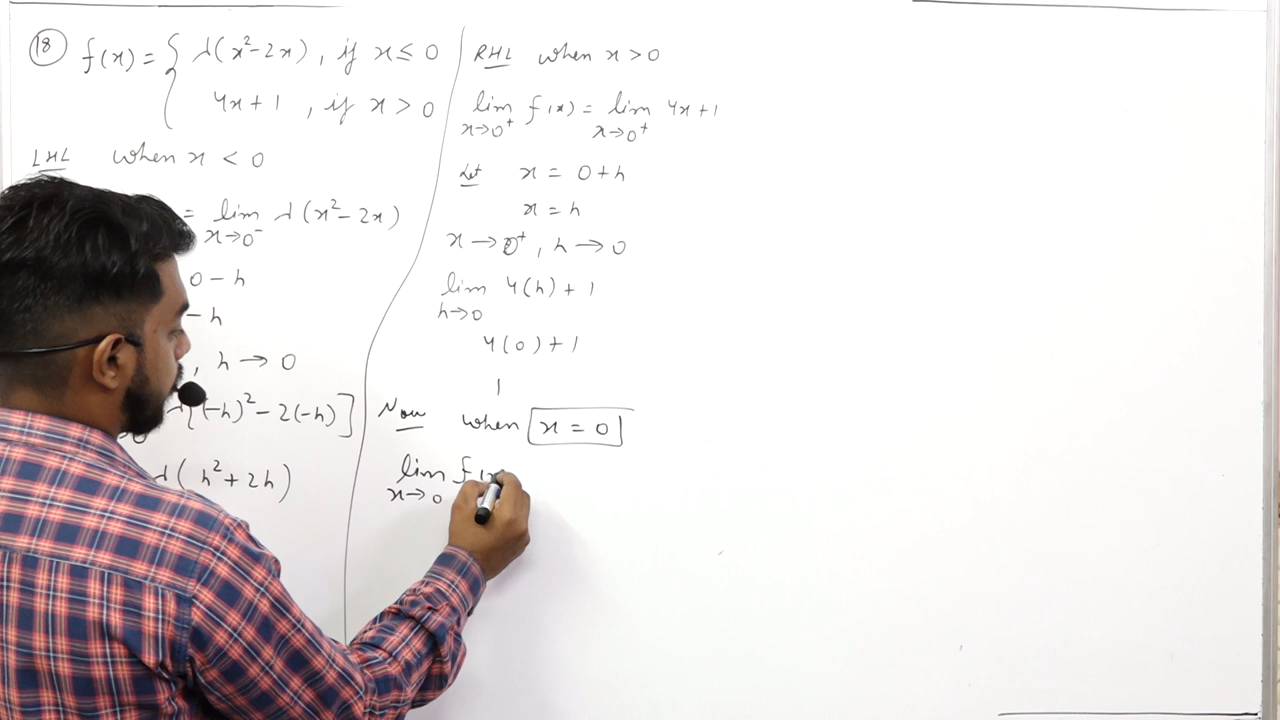 18 f(x) = { λ(x²-2x), if x ≤ 0
4x+1 , if x > 0
LHL when x < 0
= lim λ(x²-2x)
x→0⁻
0-h
-h
, h → 0
λ[(-h)²-2(-h)]
λ(h²+2h)
RHL when x > 0
lim f(x) = lim 4x+1
x→0⁺ x→0⁺
Let x = 0+h
x = h
x → 0⁺, h → 0
lim 4(h)+1
h→0
4(0)+1
1
Now when x = 0
lim f(x
x→0